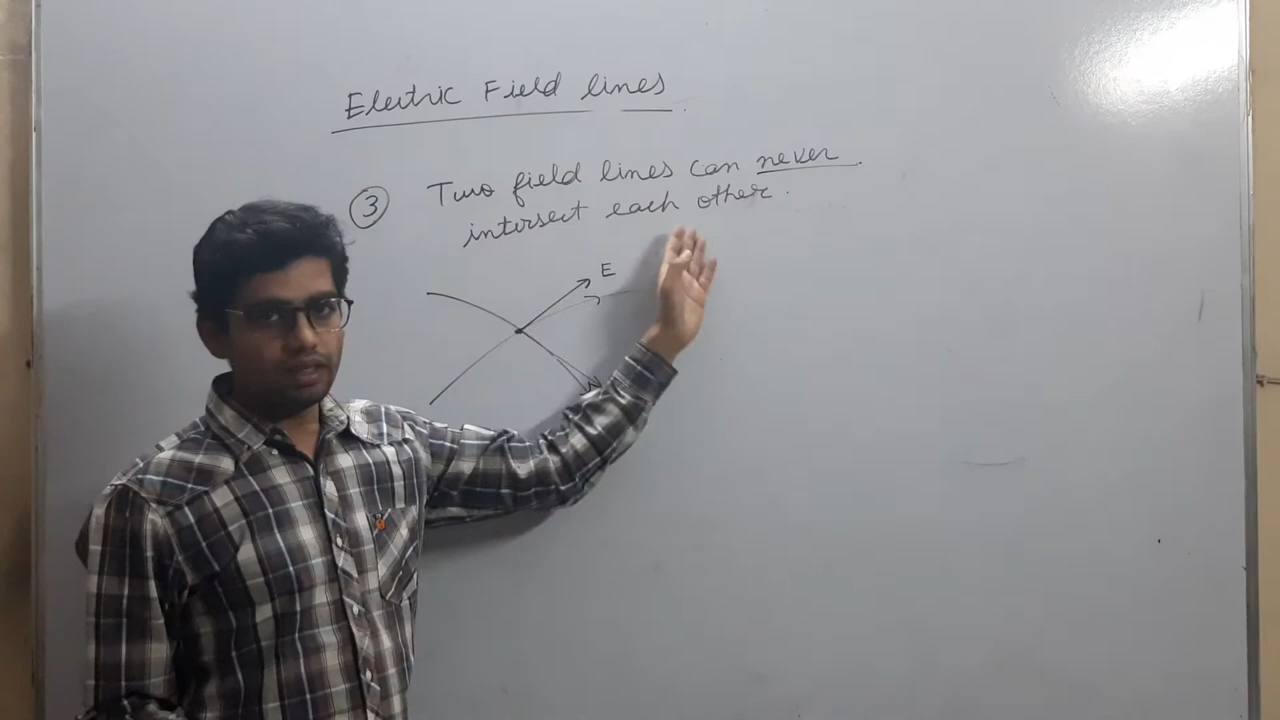 Electric Field lines.
③ Two field lines can never.
intersect each other.
E